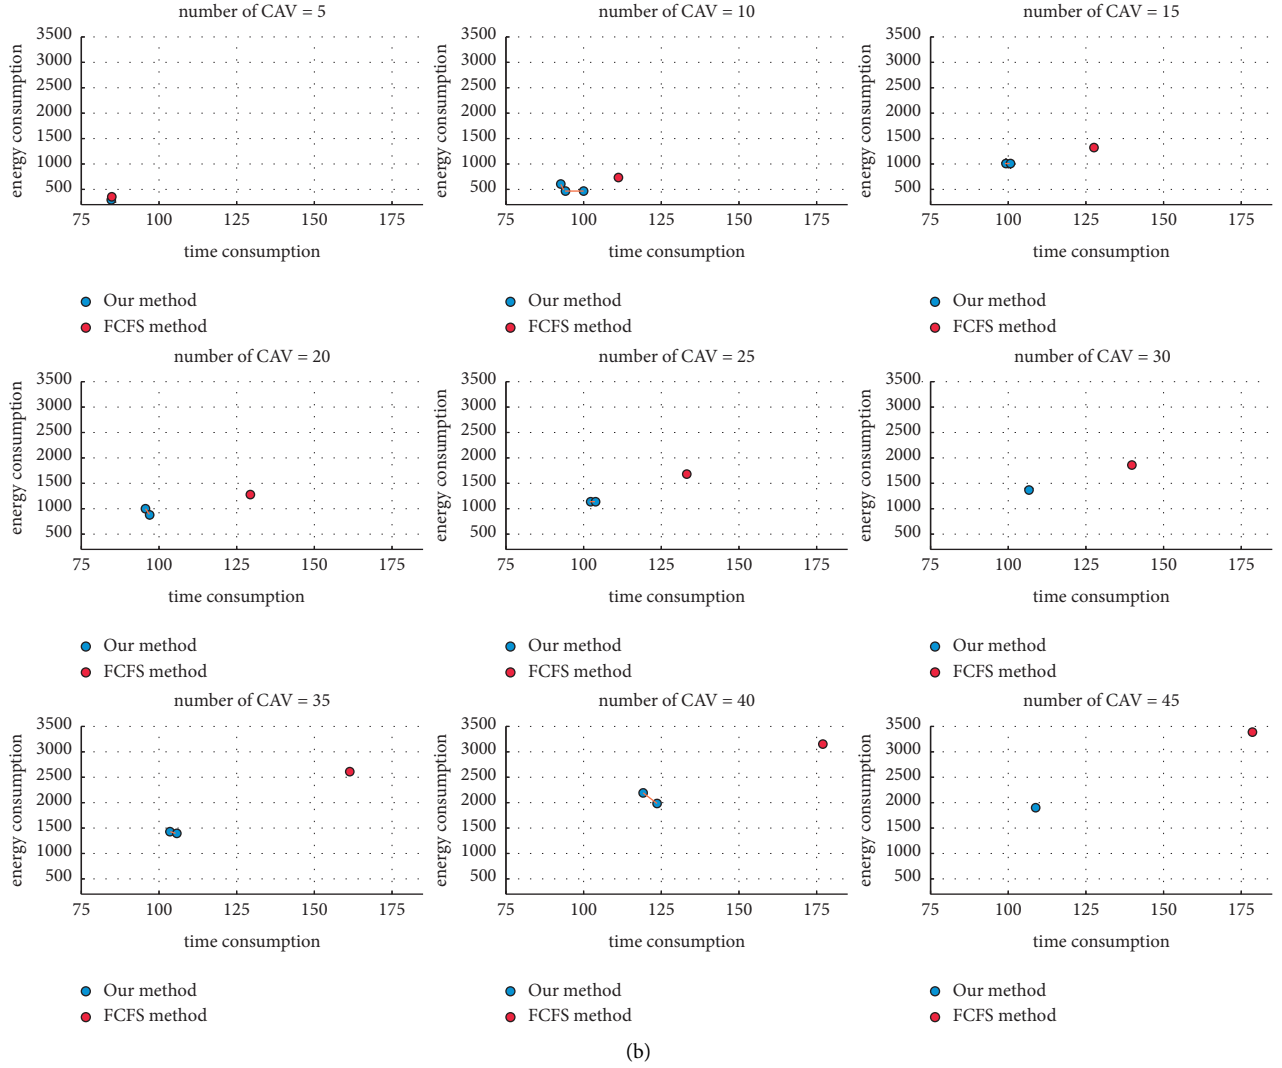 number of CAV = 5
number of CAV = 10
number of CAV = 15
3500
3000
2500
2000
1500
1000
500
energy consumption
75 100 125 150 175
time consumption
3500
3000
2500
2000
1500
1000
500
energy consumption
75 100 125 150 175
time consumption
3500
3000
2500
2000
1500
1000
500
energy consumption
75 100 125 150 175
time consumption
Our method
FCFS method
Our method
FCFS method
Our method
FCFS method
number of CAV = 20
number of CAV = 25
number of CAV = 30
3500
3000
2500
2000
1500
1000
500
energy consumption
75 100 125 150 175
time consumption
3500
3000
2500
2000
1500
1000
500
energy consumption
75 100 125 150 175
time consumption
3500
3000
2500
2000
1500
1000
500
energy consumption
75 100 125 150 175
time consumption
Our method
FCFS method
Our method
FCFS method
Our method
FCFS method
number of CAV = 35
number of CAV = 40
number of CAV = 45
3500
3000
2500
2000
1500
1000
500
energy consumption
75 100 125 150 175
time consumption
3500
3000
2500
2000
1500
1000
500
energy consumption
75 100 125 150 175
time consumption
3500
3000
2500
2000
1500
1000
500
energy consumption
75 100 125 150 175
time consumption
Our method
FCFS method
Our method
FCFS method
Our method
FCFS method
(b)